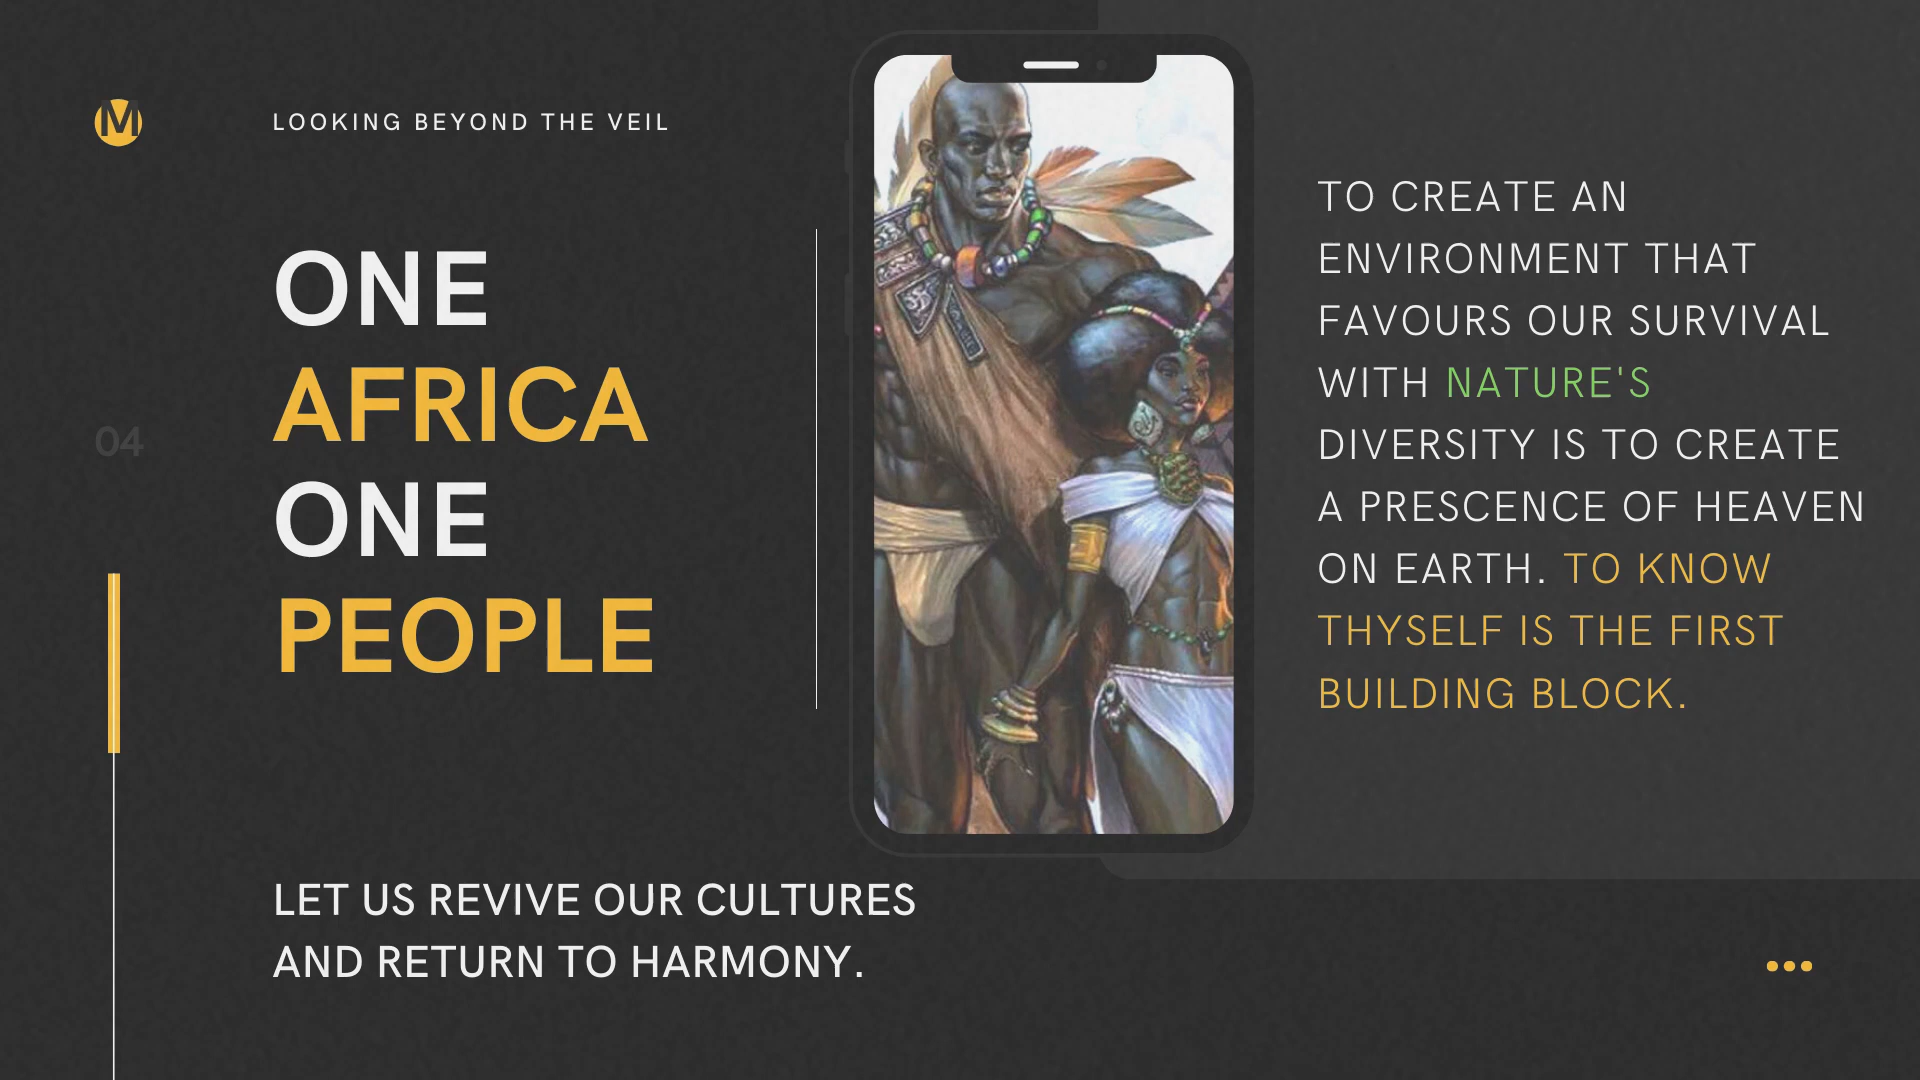 M
LOOKING BEYOND THE VEIL
ONE
AFRICA
ONE
PEOPLE
04
TO CREATE AN
ENVIRONMENT THAT
FAVOURS OUR SURVIVAL
WITH NATURE'S
DIVERSITY IS TO CREATE
A PRESCENCE OF HEAVEN
ON EARTH. TO KNOW
THYSELF IS THE FIRST
BUILDING BLOCK.
LET US REVIVE OUR CULTURES
AND RETURN TO HARMONY.